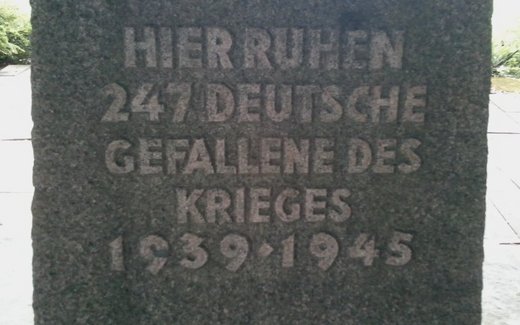 HIER RUHEN
247 DEUTSCHE
GEFALLENE DES
KRIEGES
1939·1945